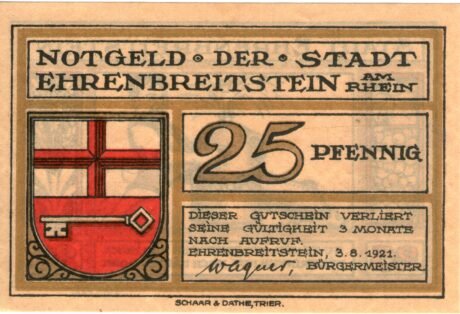 NOTGELD • DER • STADT
EHRENBREITSTEIN AM RHEIN
25 PFENNIG
DIESER GUTSCHEIN VERLIERT
SEINE GÜLTIGKEIT 3 MONATE
NACH AUFRUF.
EHRENBREITSTEIN, 3.8.1921.
Wagner, BÜRGERMEISTER
SCHAAR & DATHE, TRIER.